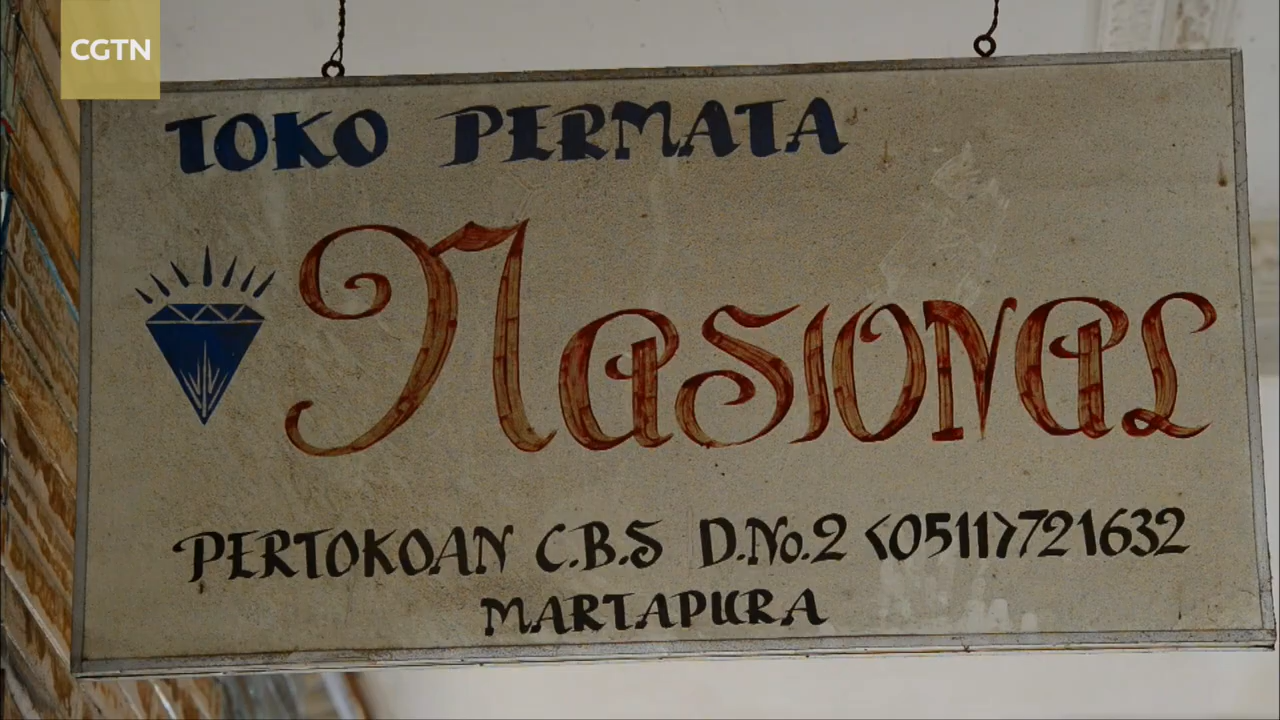 CGTN
TOKO PERMATA
Nasional
PERTOKOAN C.B.S D.No.2 (0511)721632
MARTAPURA